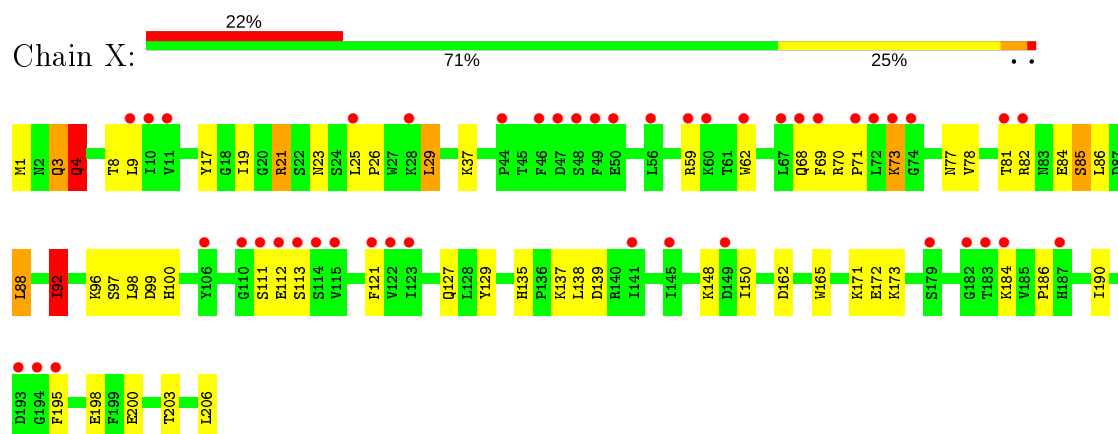 22%
Chain X:
71% 25% • •
M1 N2 Q3 Q4 T8 L9 I10 V11 Y17 G18 I19 G20 R21 S22 N23 S24 L25 P26 W27 K28 L29 K37 P44 T45 F46 D47 S48 F49 E50 L56 R59 K60 T61 W62 L67 Q68 F69 R70 P71 L72 K73 G74 N77 V78 T81 R82 N83 E84 S85 L86 D87
L88 I92 K96 S97 L98 D99 H100 Y106 G110 S111 E112 S113 S114 V115 F121 V122 I123 Q127 L128 Y129 H135 P136 K137 L138 D139 R140 I141 I145 K148 D149 I150 D162 W165 K171 E172 K173 S179 G182 T183 K184 V185 P186 H187 I190
D193 G194 F195 E198 F199 E200 T203 L206